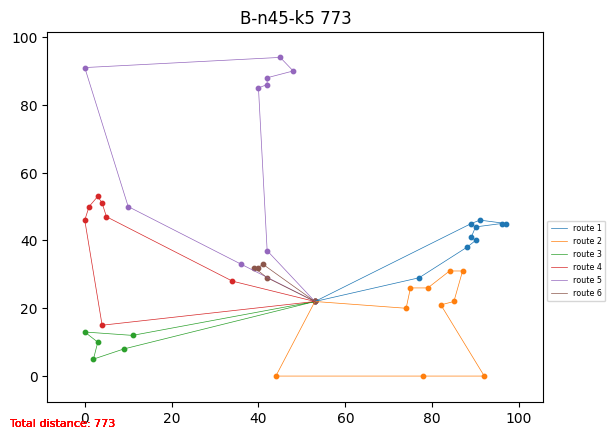 B-n45-k5 773
100
80
60
40
20
0
0 20 40 60 80 100
route 1
route 2
route 3
route 4
route 5
route 6
Total distance: 773